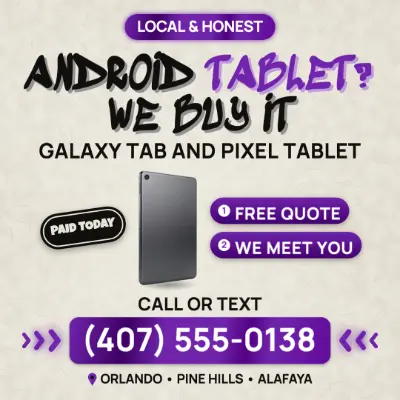 LOCAL & HONEST
ANDROID TABLET?
WE BUY IT
GALAXY TAB AND PIXEL TABLET
PAID TODAY
1 FREE QUOTE
2 WE MEET YOU
CALL OR TEXT
(407) 555-0138
ORLANDO • PINE HILLS • ALAFAYA